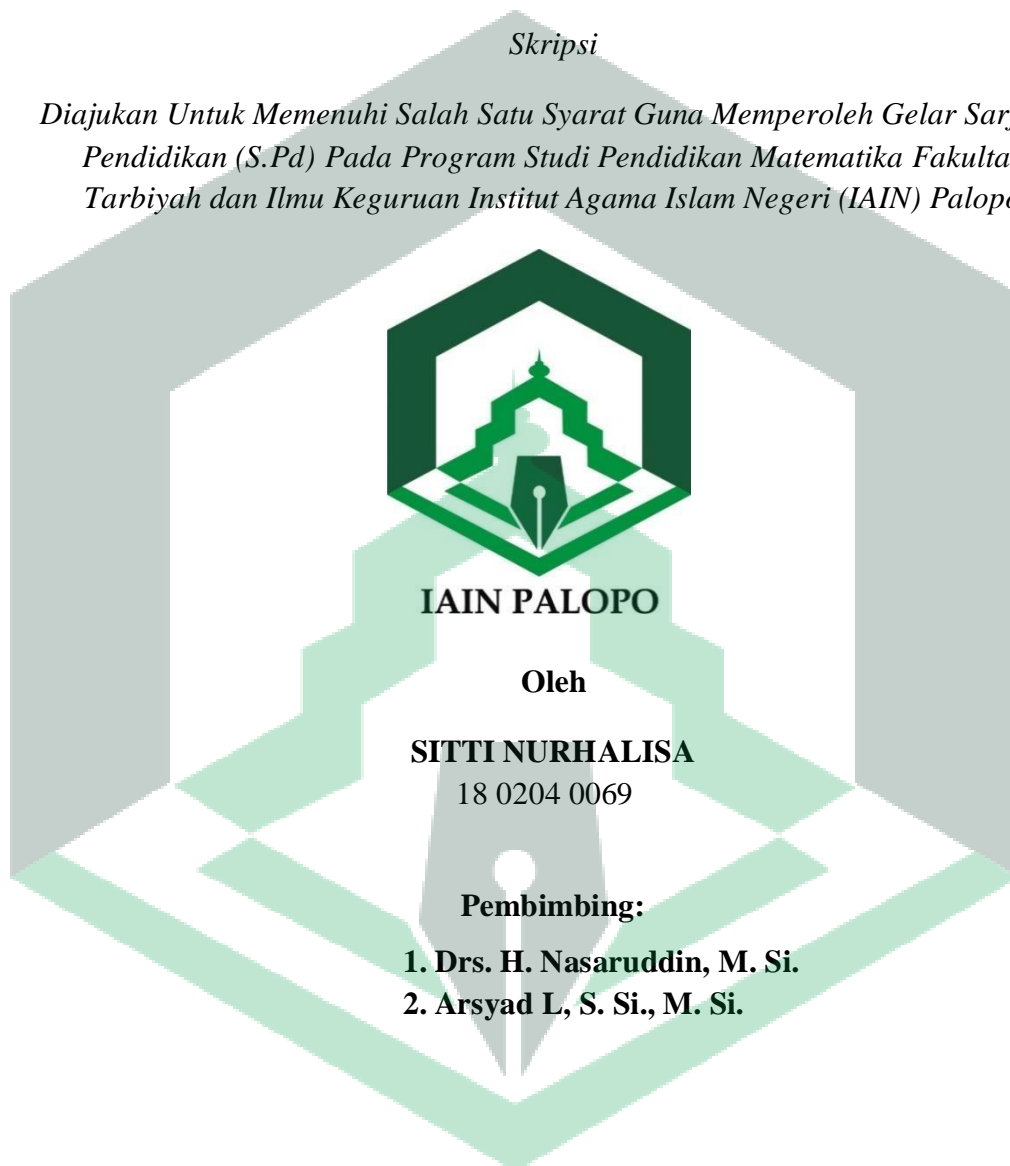 Skripsi
Diajukan Untuk Memenuhi Salah Satu Syarat Guna Memperoleh Gelar
Pendidikan (S.Pd) Pada Program Studi Pendidikan Matematika
Tarbiyah dan Ilmu Keguruan Institut Agama Islam Negeri (IAIN) Palopo
IAIN PALOPO
Oleh
SITTI NURHALISA
18 0204 0069
Pembimbing:
1. Drs. H. Nasaruddin, M. Si.
2. Arsyad L, S. Si., M. Si.